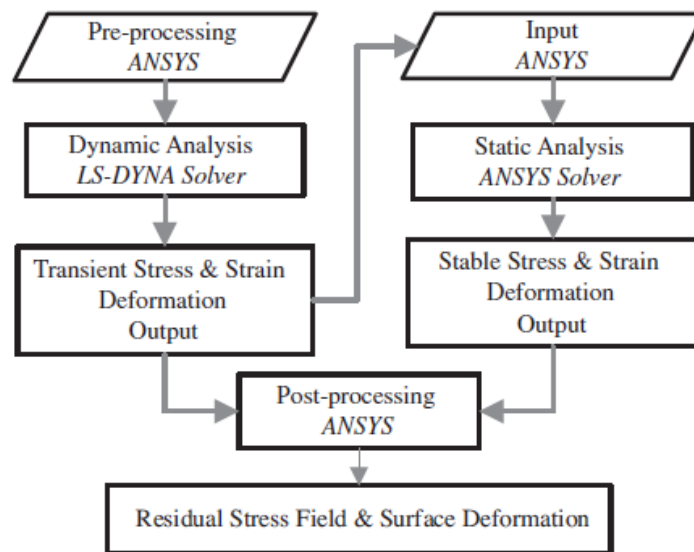 Pre-processing
ANSYS
Dynamic Analysis
LS-DYNA Solver
Transient Stress & Strain
Deformation
Output
Input
ANSYS
Static Analysis
ANSYS Solver
Stable Stress & Strain
Deformation
Output
Post-processing
ANSYS
Residual Stress Field & Surface Deformation